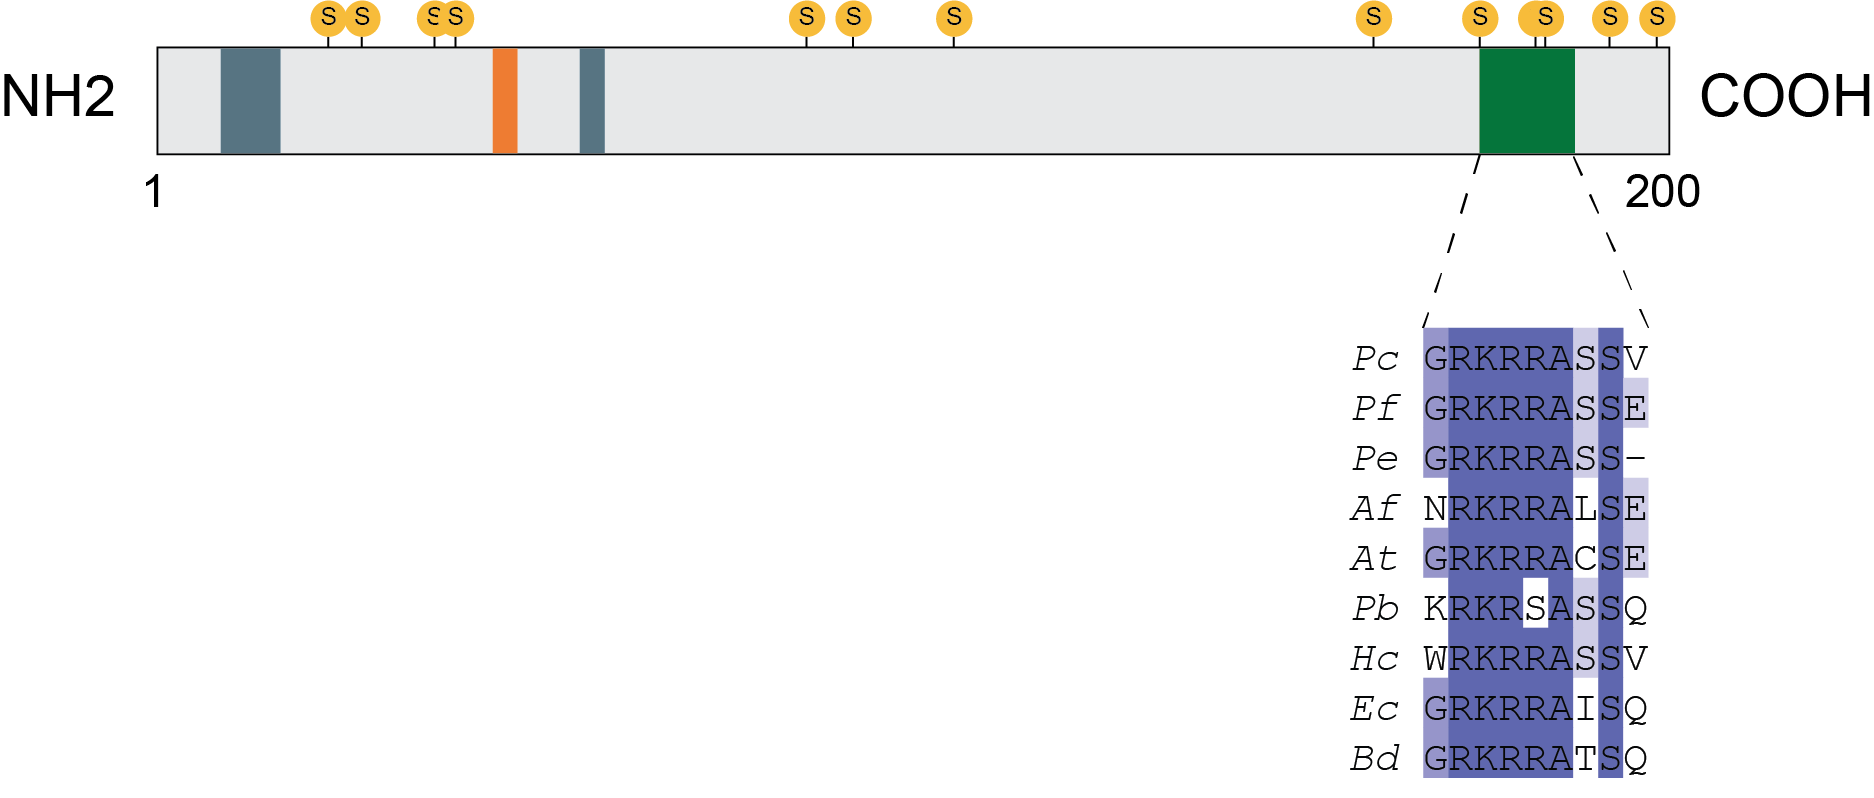 S S S S S S S S S S S S
NH2 COOH
1 200
Pc GRKRRASSV
Pf GRKRRASSE
Pe GRKRRASS-
Af NRKRRALSE
At GRKRRACSE
Pb KRKRSASSQ
Hc WRKRRASSV
Ec GRKRRAISQ
Bd GRKRRATSQ